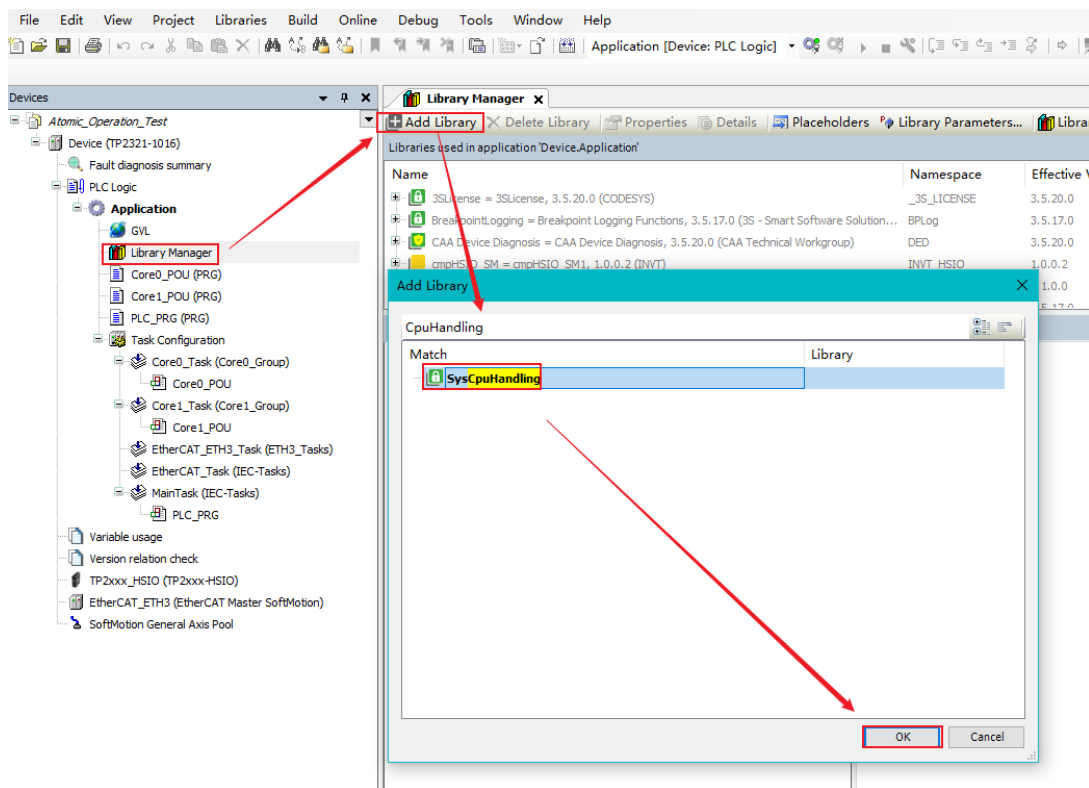 File Edit View Project Libraries Build Online Debug Tools Window Help
Application [Device: PLC Logic]
Devices
Atomic_Operation_Test
Device (TP2321-1016)
Fault diagnosis summary
PLC Logic
Application
GVL
Library Manager
Core0_POU (PRG)
Core1_POU (PRG)
PLC_PRG (PRG)
Task Configuration
Core0_Task (Core0_Group)
Core0_POU
Core1_Task (Core1_Group)
Core1_POU
EtherCAT_ETH3_Task (ETH3_Tasks)
EtherCAT_Task (IEC-Tasks)
MainTask (IEC-Tasks)
PLC_PRG
Variable usage
Version relation check
TP2xxx_HSIO (TP2xxx-HSIO)
EtherCAT_ETH3 (EtherCAT Master SoftMotion)
SoftMotion General Axis Pool
Library Manager
Add Library Delete Library Properties Details Placeholders Library Parameters... Libra
Libraries used in application 'Device.Application'
Name Namespace Effective V
3SLicense = 3SLicense, 3.5.20.0 (CODESYS) _3S_LICENSE 3.5.20.0
BreakpointLogging = Breakpoint Logging Functions, 3.5.17.0 (3S - Smart Software Solution... BPLog 3.5.17.0
CAA Device Diagnosis = CAA Device Diagnosis, 3.5.20.0 (CAA Technical Workgroup) DED 3.5.20.0
cmpHSIO_SM = cmpHSIO_SM1, 1.0.0.2 (INVT) INVT_HSIO 1.0.0.2
1.0.0
Add Library
CpuHandling
Match Library
SysCpuHandling
OK Cancel